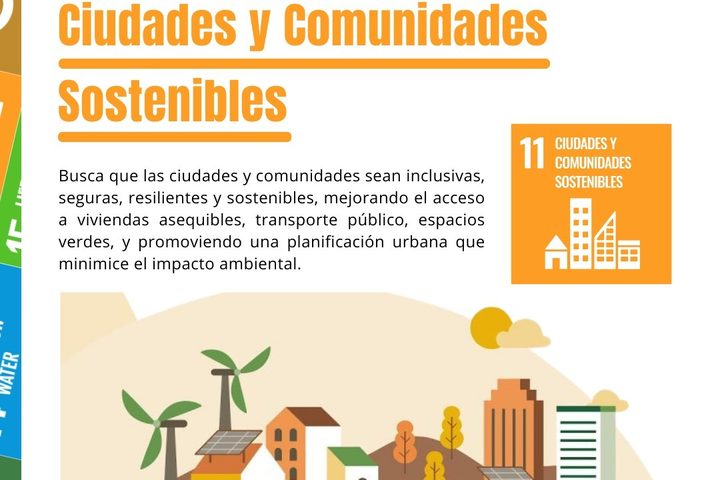 Ciudades y Comunidades
Sostenibles
Busca que las ciudades y comunidades sean inclusivas,
seguras, resilientes y sostenibles, mejorando el acceso
a viviendas asequibles, transporte público, espacios
verdes, y promoviendo una planificación urbana que
minimice el impacto ambiental.
11 CIUDADES Y
COMUNIDADES
SOSTENIBLES
15
WATER